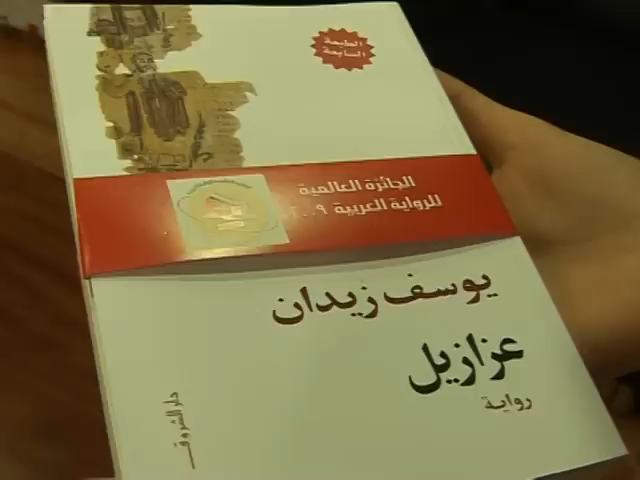 الطبعة
السابعة
الجائزة العالمية
للرواية العربية ٢٠٠٩
يوسف زيدان
عزازيل
رواية
دار الشروق